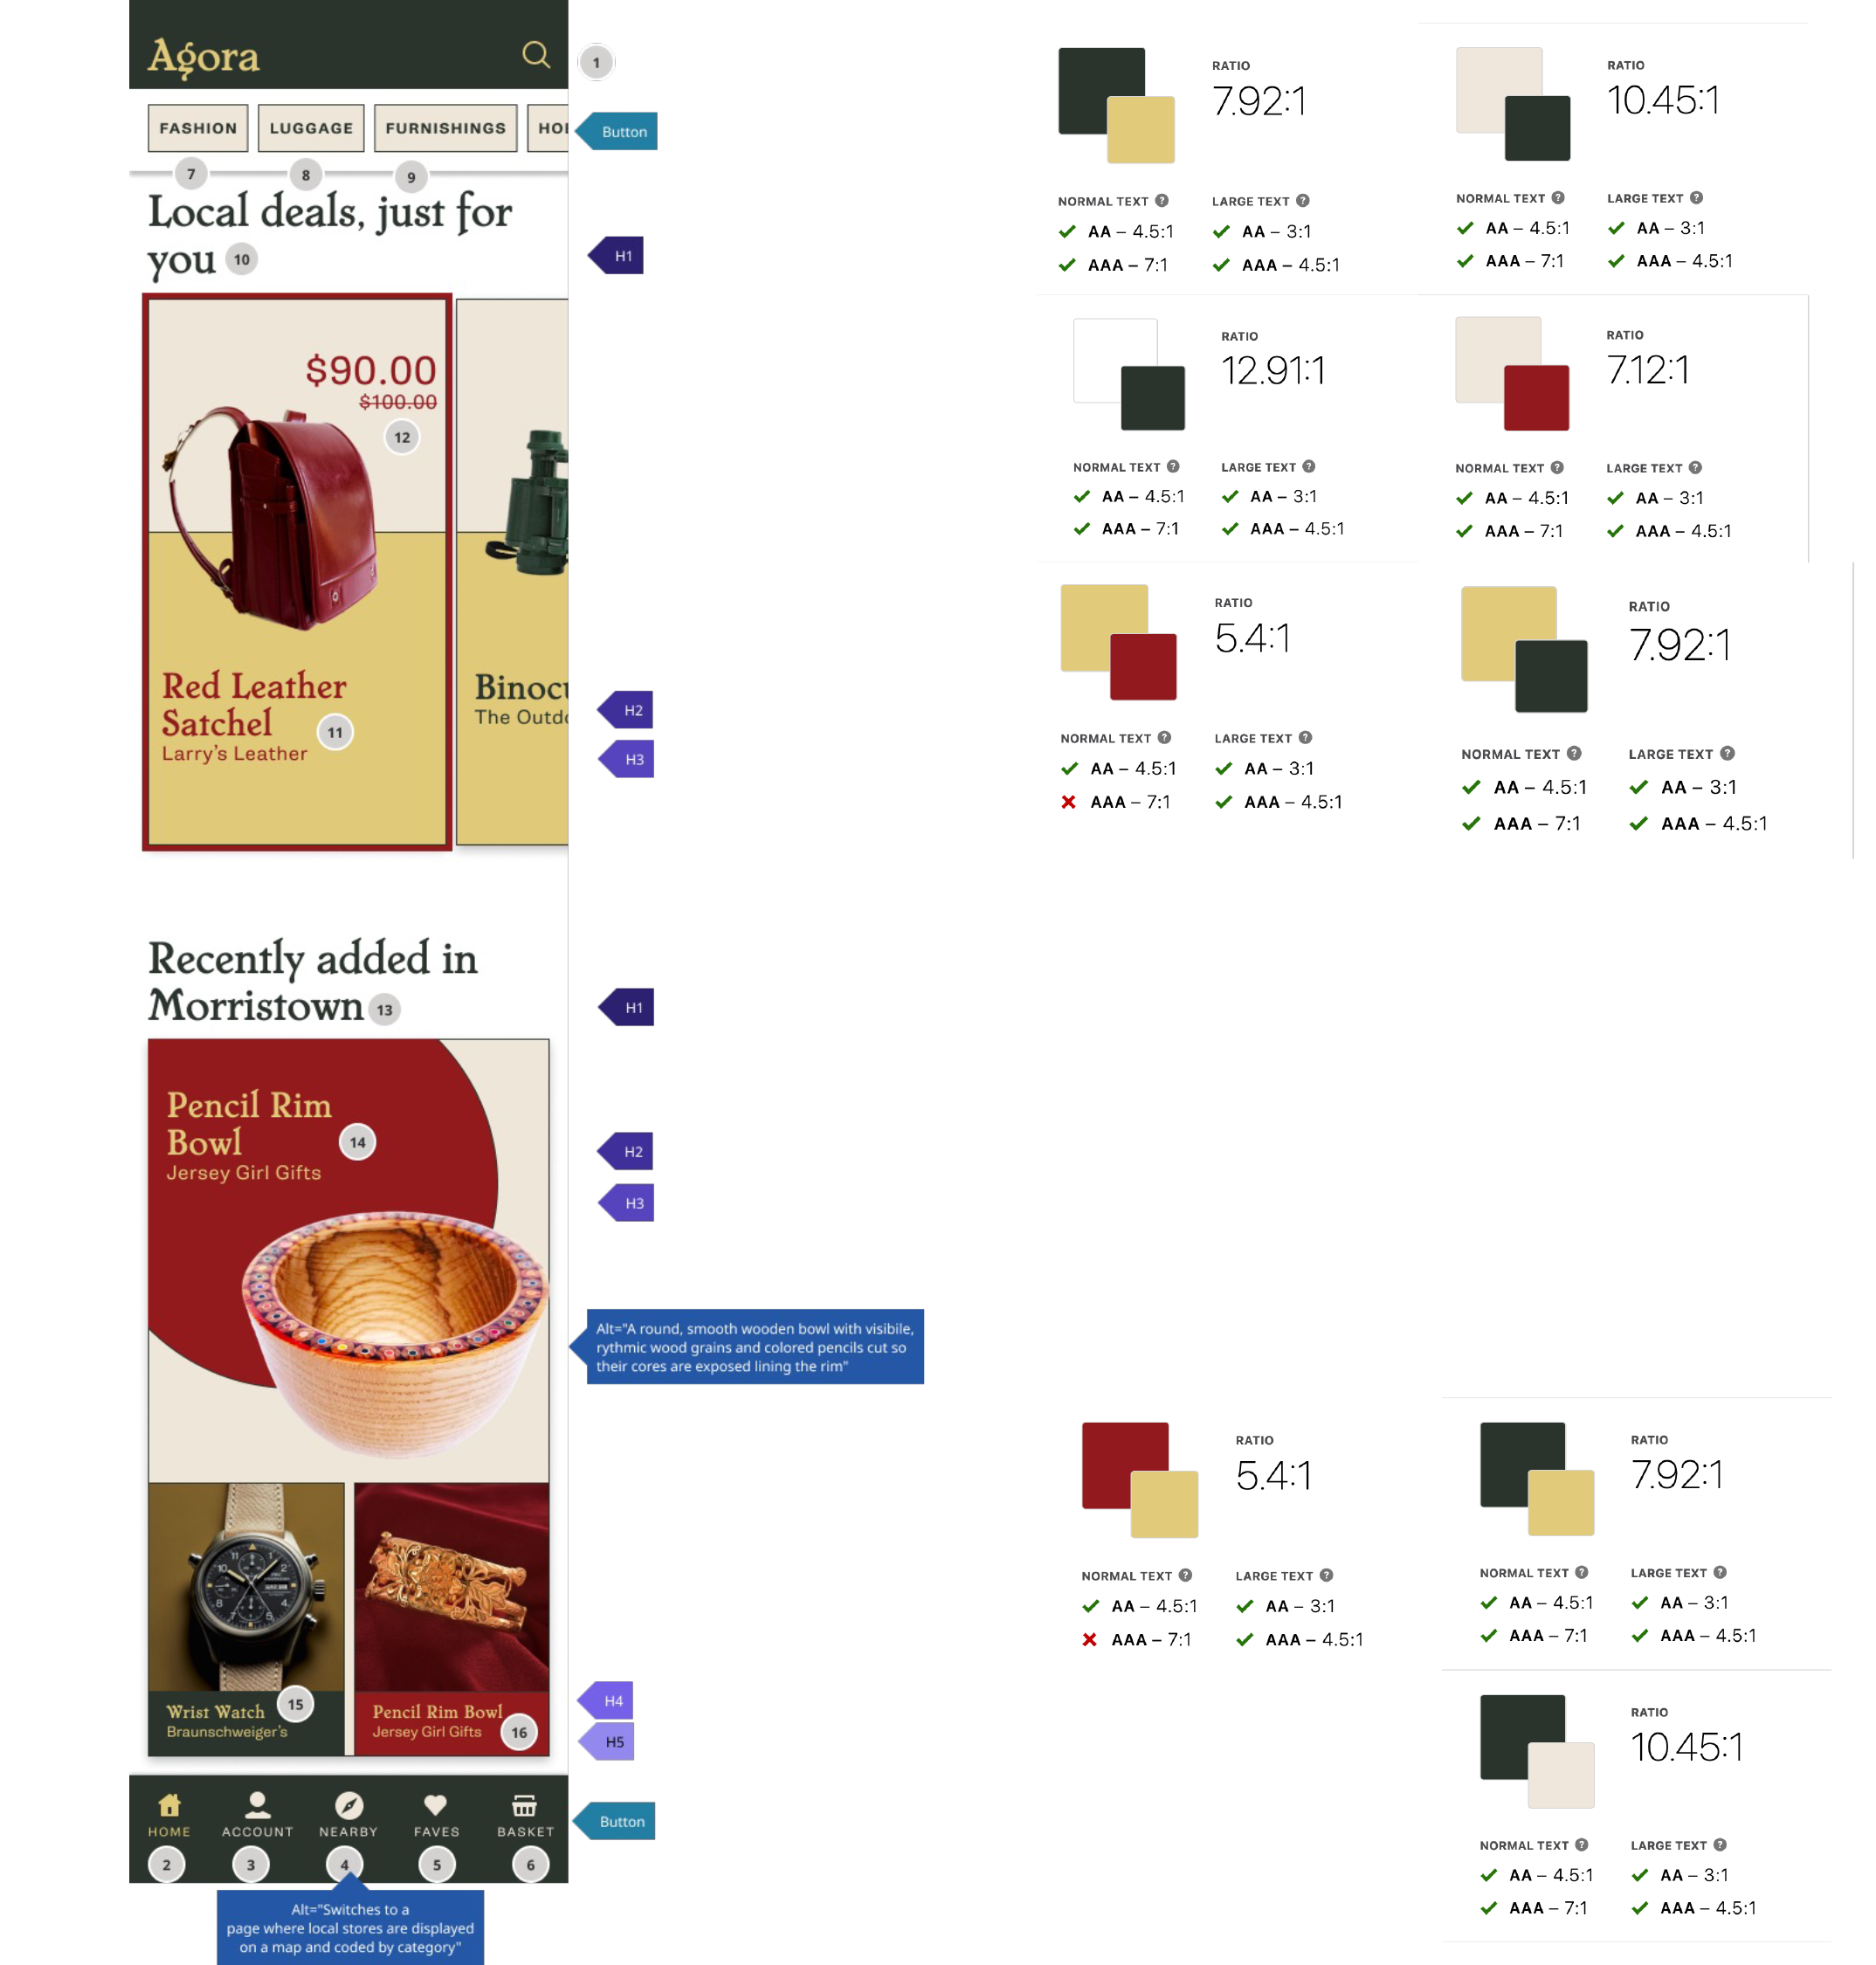 Agora
1
FASHION
LUGGAGE
FURNISHINGS
HO
Button
7
8
9
Local deals, just for
you
10
H1
$90.00
$100.00
12
Red Leather
Satchel
11
Larry's Leather
Binoc
The Outd
H2
H3
Recently added in
Morristown
13
H1
Pencil Rim
Bowl
14
Jersey Girl Gifts
H2
H3
Alt="A round, smooth wooden bowl with visibile,
rythmic wood grains and colored pencils cut so
their cores are exposed lining the rim"
Wrist Watch
15
Braunschweiger's
Pencil Rim Bowl
Jersey Girl Gifts
16
H4
H5
HOME
ACCOUNT
NEARBY
FAVES
BASKET
Button
2
3
4
5
6
Alt="Switches to a
page where local stores are displayed
on a map and coded by category"
RATIO
7.92:1
NORMAL TEXT ?
LARGE TEXT ?
AA – 4.5:1
AA – 3:1
AAA – 7:1
AAA – 4.5:1
RATIO
10.45:1
NORMAL TEXT ?
LARGE TEXT ?
AA – 4.5:1
AA – 3:1
AAA – 7:1
AAA – 4.5:1
RATIO
12.91:1
NORMAL TEXT ?
LARGE TEXT ?
AA – 4.5:1
AA – 3:1
AAA – 7:1
AAA – 4.5:1
RATIO
7.12:1
NORMAL TEXT ?
LARGE TEXT ?
AA – 4.5:1
AA – 3:1
AAA – 7:1
AAA – 4.5:1
RATIO
5.4:1
NORMAL TEXT ?
LARGE TEXT ?
AA – 4.5:1
AA – 3:1
AAA – 7:1
AAA – 4.5:1
RATIO
7.92:1
NORMAL TEXT ?
LARGE TEXT ?
AA – 4.5:1
AA – 3:1
AAA – 7:1
AAA – 4.5:1
RATIO
5.4:1
NORMAL TEXT ?
LARGE TEXT ?
AA – 4.5:1
AA – 3:1
AAA – 7:1
AAA – 4.5:1
RATIO
7.92:1
NORMAL TEXT ?
LARGE TEXT ?
AA – 4.5:1
AA – 3:1
AAA – 7:1
AAA – 4.5:1
RATIO
10.45:1
NORMAL TEXT ?
LARGE TEXT ?
AA – 4.5:1
AA – 3:1
AAA – 7:1
AAA – 4.5:1